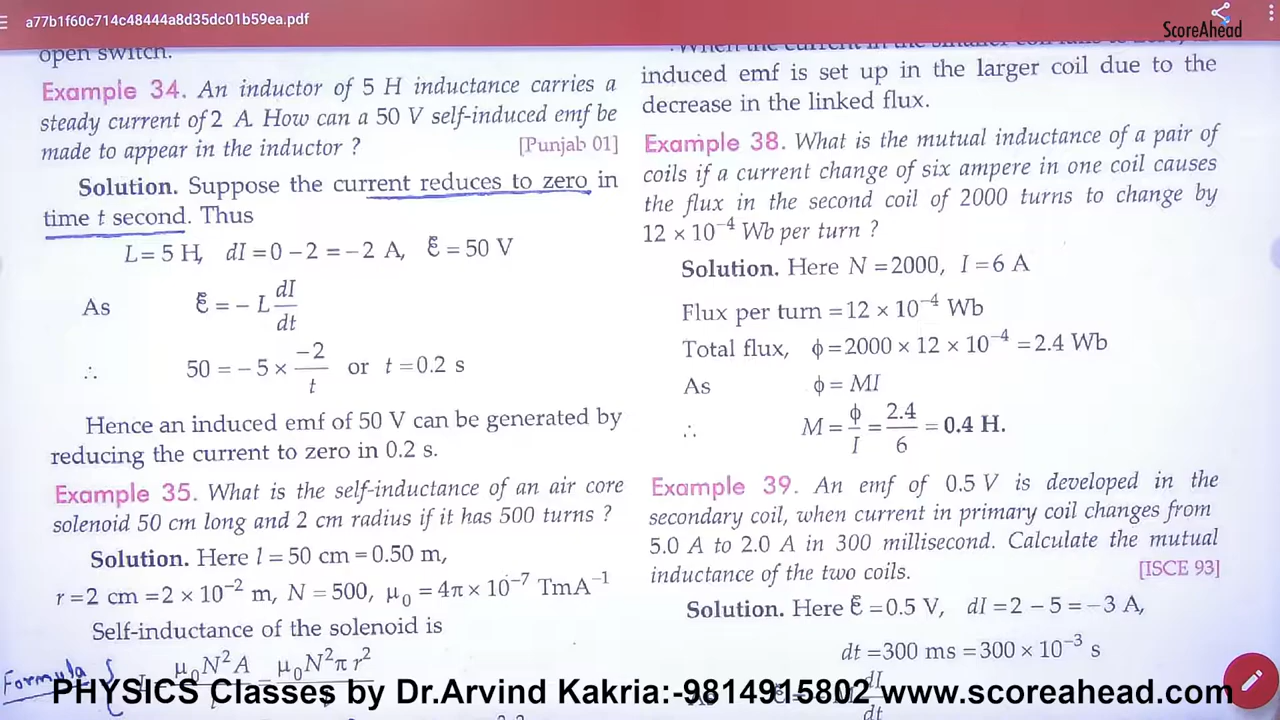 a77b1f60c714c48444a8d35dc01b59ea.pdf
ScoreAhead
open switch.
Example 34. An inductor of 5 H inductance carries a
steady current of 2 A. How can a 50 V self-induced emf be
made to appear in the inductor ? [Punjab 01]
Solution. Suppose the current reduces to zero in
time t second. Thus
L = 5 H, dI = 0 − 2 = −2 A, ℰ = 50 V
As ℰ = − L dI/dt
∴ 50 = − 5 × −2/t or t = 0.2 s
Hence an induced emf of 50 V can be generated by
reducing the current to zero in 0.2 s.
Example 35. What is the self-inductance of an air core
solenoid 50 cm long and 2 cm radius if it has 500 turns ?
Solution. Here l = 50 cm = 0.50 m,
r = 2 cm = 2 × 10⁻² m, N = 500, μ₀ = 4π × 10⁻⁷ TmA⁻¹
Self-inductance of the solenoid is
Formula
μ₀N²A = μ₀N²πr²
When the current in the smaller coil
induced emf is set up in the larger coil due to the
decrease in the linked flux.
Example 38. What is the mutual inductance of a pair of
coils if a current change of six ampere in one coil causes
the flux in the second coil of 2000 turns to change by
12 × 10⁻⁴ Wb per turn ?
Solution. Here N = 2000, I = 6 A
Flux per turn = 12 × 10⁻⁴ Wb
Total flux, ϕ = 2000 × 12 × 10⁻⁴ = 2.4 Wb
As ϕ = MI
∴ M = ϕ/I = 2.4/6 = 0.4 H.
Example 39. An emf of 0.5 V is developed in the
secondary coil, when current in primary coil changes from
5.0 A to 2.0 A in 300 millisecond. Calculate the mutual
inductance of the two coils. [ISCE 93]
Solution. Here ℰ = 0.5 V, dI = 2 − 5 = −3 A,
dt = 300 ms = 300 × 10⁻³ s
As dI/dt
PHYSICS Classes by Dr.Arvind Kakria:-9814915802 www.scoreahead.com